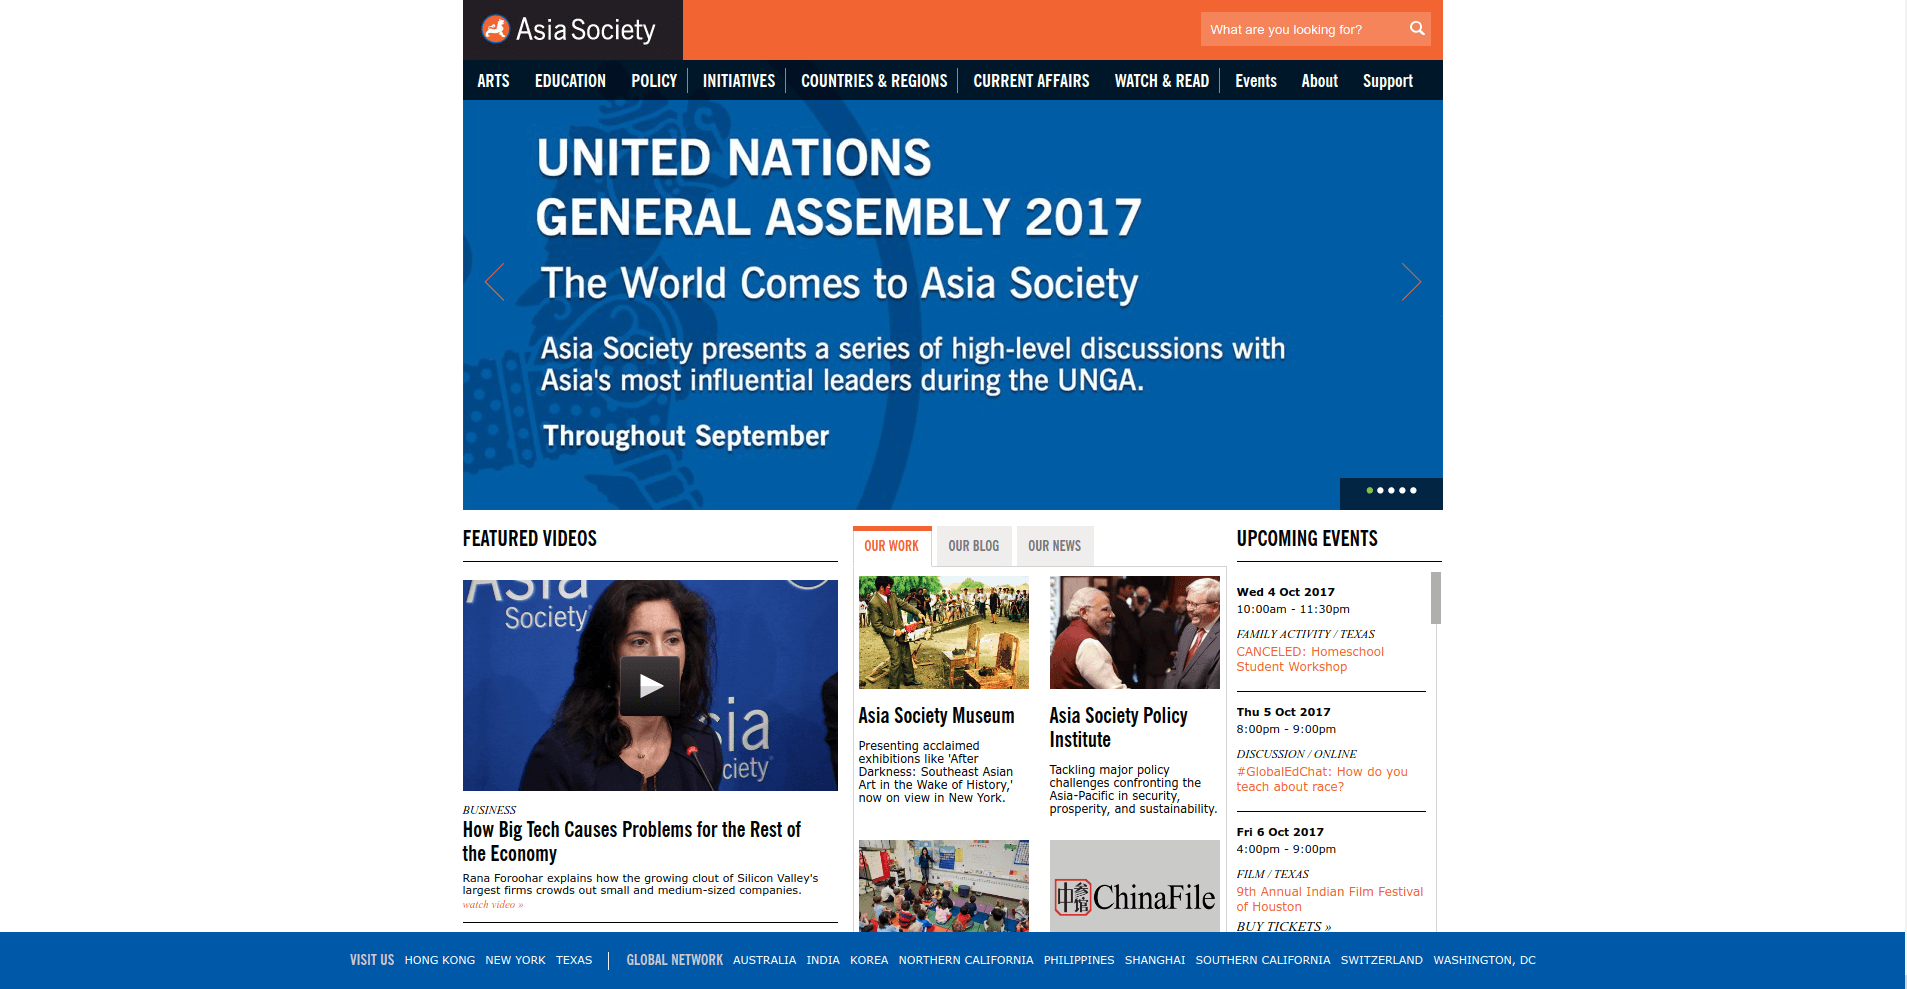 Asia Society
What are you looking for?
ARTS EDUCATION POLICY INITIATIVES COUNTRIES & REGIONS CURRENT AFFAIRS WATCH & READ Events About Support
UNITED NATIONS
GENERAL ASSEMBLY 2017
The World Comes to Asia Society
Asia Society presents a series of high-level discussions with
Asia's most influential leaders during the UNGA.
Throughout September
FEATURED VIDEOS
Asia
Society
sia
ciety
BUSINESS
How Big Tech Causes Problems for the Rest of
the Economy
Rana Foroohar explains how the growing clout of Silicon Valley's
largest firms crowds out small and medium-sized companies.
watch video »
OUR WORK OUR BLOG OUR NEWS
Asia Society Museum
Presenting acclaimed
exhibitions like 'After
Darkness: Southeast Asian
Art in the Wake of History,'
now on view in New York.
Asia Society Policy
Institute
Tackling major policy
challenges confronting the
Asia-Pacific in security,
prosperity, and sustainability.
中参馆 ChinaFile
UPCOMING EVENTS
Wed 4 Oct 2017
10:00am - 11:30pm
FAMILY ACTIVITY / TEXAS
CANCELED: Homeschool
Student Workshop
Thu 5 Oct 2017
8:00pm - 9:00pm
DISCUSSION / ONLINE
#GlobalEdChat: How do you
teach about race?
Fri 6 Oct 2017
4:00pm - 9:00pm
FILM / TEXAS
9th Annual Indian Film Festival
of Houston
BUY TICKETS »
VISIT US HONG KONG NEW YORK TEXAS GLOBAL NETWORK AUSTRALIA INDIA KOREA NORTHERN CALIFORNIA PHILIPPINES SHANGHAI SOUTHERN CALIFORNIA SWITZERLAND WASHINGTON, DC